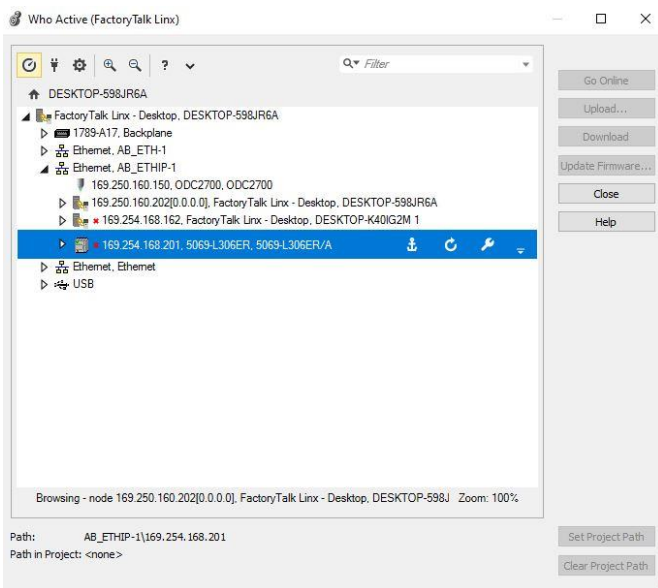 Who Active (FactoryTalk Linx)
Filter
DESKTOP-598JR6A
FactoryTalk Linx - Desktop, DESKTOP-598JR6A
1789-A17, Backplane
Ethernet, AB_ETH-1
Ethernet, AB_ETHIP-1
169.250.160.150, ODC2700, ODC2700
169.250.160.202[0.0.0.0], FactoryTalk Linx - Desktop, DESKTOP-598JR6A
169.254.168.162, FactoryTalk Linx - Desktop, DESKTOP-K40IG2M 1
169.254.168.201, 5069-L306ER, 5069-L306ER/A
Ethernet, Ethernet
USB
Browsing - node 169.250.160.202[0.0.0.0], FactoryTalk Linx - Desktop, DESKTOP-598J Zoom: 100%
Path: AB_ETHIP-1\169.254.168.201
Path in Project: <none>
Go Online
Upload...
Download
Update Firmware...
Close
Help
Set Project Path
Clear Project Path